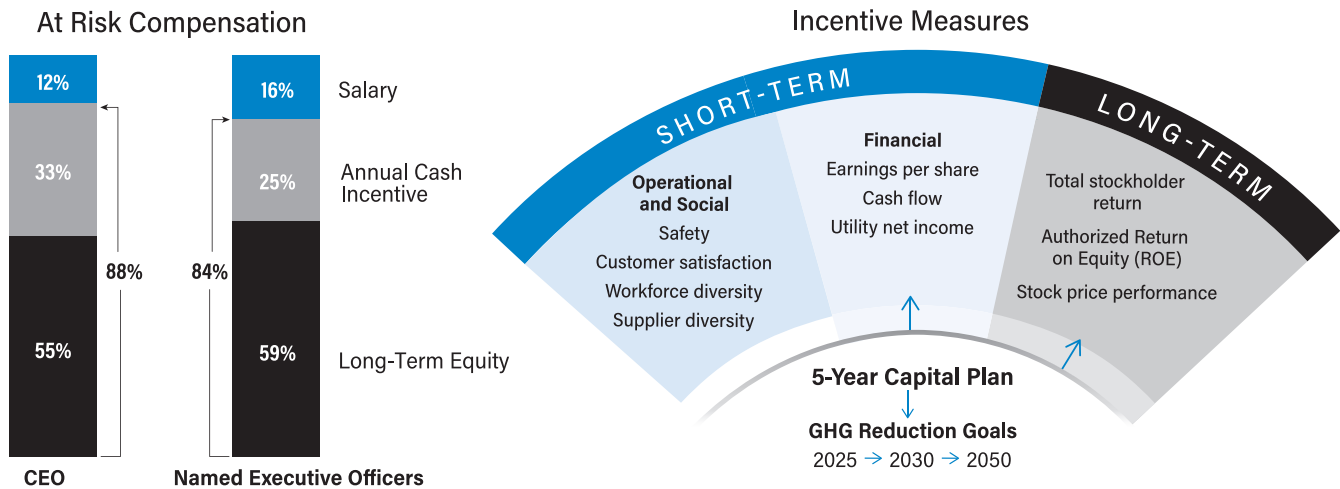 At Risk Compensation
12%
33%
55%
88%
CEO
16%
25%
59%
84%
Named Executive Officers
Salary
Annual Cash
Incentive
Long-Term Equity
Incentive Measures
SHORT-TERM
LONG-TERM
Operational
and Social
Safety
Customer satisfaction
Workforce diversity
Supplier diversity
Financial
Earnings per share
Cash flow
Utility net income
Total stockholder
return
Authorized Return
on Equity (ROE)
Stock price performance
5-Year Capital Plan
GHG Reduction Goals
2025 → 2030 → 2050